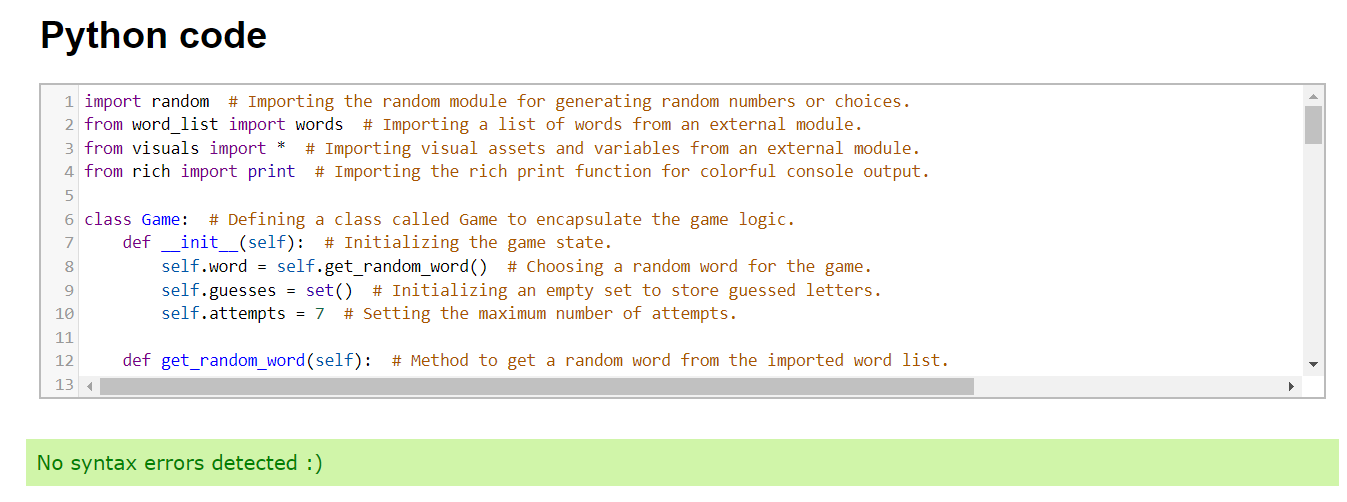 Python code
1 import random  # Importing the random module for generating random numbers or choices.
2 from word_list import words  # Importing a list of words from an external module.
3 from visuals import *  # Importing visual assets and variables from an external module.
4 from rich import print  # Importing the rich print function for colorful console output.
5
6 class Game:  # Defining a class called Game to encapsulate the game logic.
7     def __init__(self):  # Initializing the game state.
8         self.word = self.get_random_word()  # Choosing a random word for the game.
9         self.guesses = set()  # Initializing an empty set to store guessed letters.
10         self.attempts = 7  # Setting the maximum number of attempts.
11
12     def get_random_word(self):  # Method to get a random word from the imported word list.
13
No syntax errors detected :)